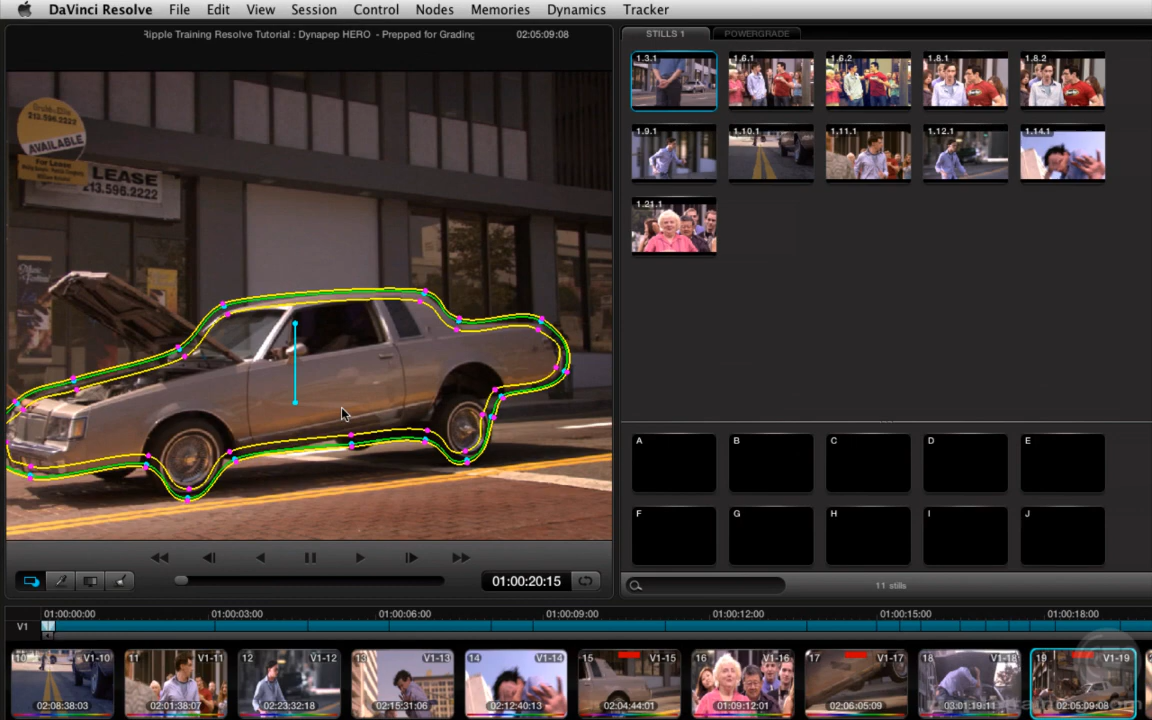 DaVinci Resolve File Edit View Session Control Nodes Memories Dynamics Tracker
Ripple Training Resolve Tutorial : Dynapep HERO - Prepped for Grading 02:05:09:08
STILLS 1 POWERGRADE
1.3.1 1.6.1 1.6.2 1.8.1 1.8.2
1.9.1 1.10.1 1.11.1 1.12.1 1.14.1
1.21.1
213.596.2222
AVAILABLE
For Lease
LEASE
213.596.2222
A B C D E
F G H I J
01:00:20:15
11 stills
01:00:00:00 01:00:03:00 01:00:06:00 01:00:09:00 01:00:12:00 01:00:15:00 01:00:18:00
V1
10 V1-10 11 V1-11 12 V1-12 13 V1-13 14 V1-14 15 V1-15 16 V1-16 17 V1-17 18 V1-18 19 V1-19
02:08:38:03 02:01:38:07 02:23:32:18 02:15:31:06 02:12:40:13 02:04:44:01 01:09:12:01 02:06:05:09 03:01:19:11 02:05:09:08